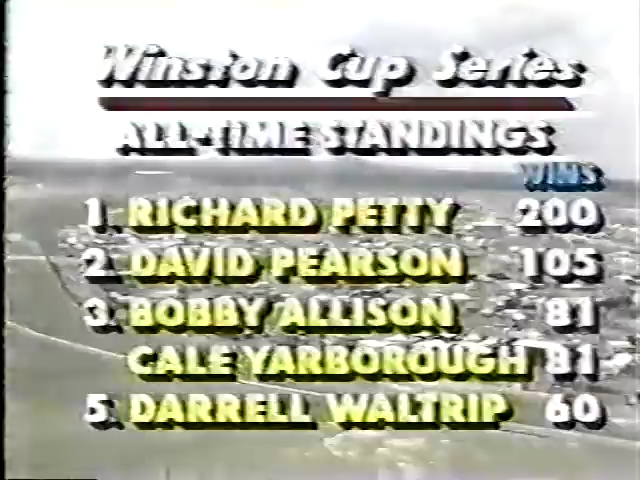 Winston Cup Series
ALL-TIME STANDINGS
WINS
1. RICHARD PETTY 200
2. DAVID PEARSON 105
3. BOBBY ALLISON 81
CALE YARBOROUGH 81
5. DARRELL WALTRIP 60